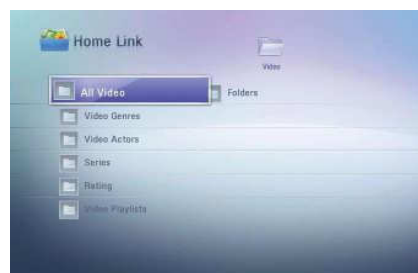 Home Link
Video
All Video
Folders
Video Genres
Video Actors
Series
Rating
Video Playlists